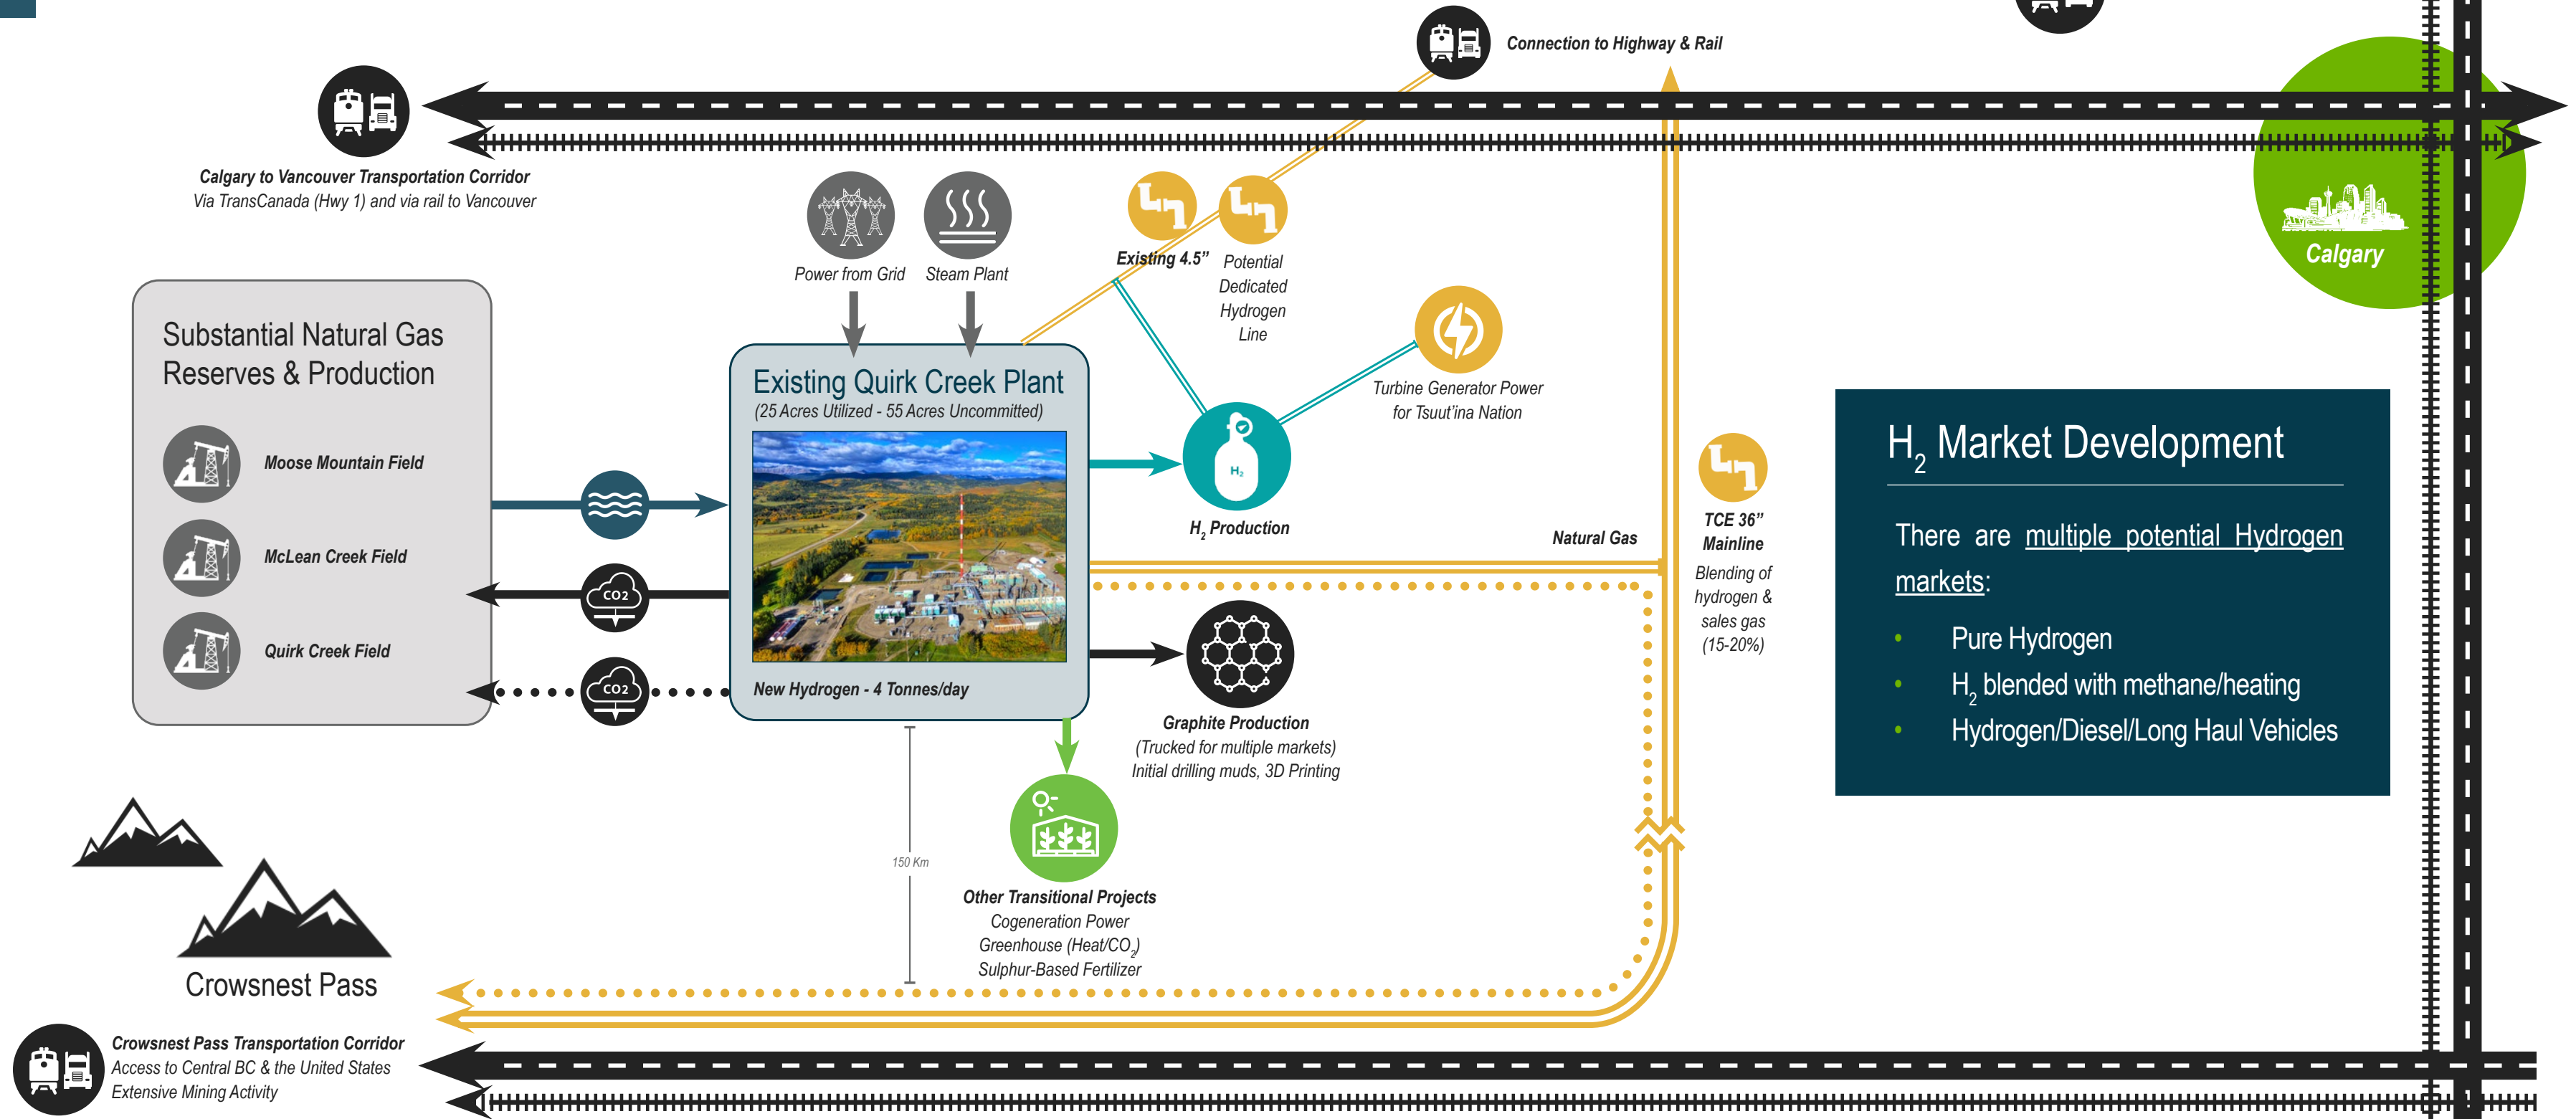 Connection to Highway & Rail
Calgary to Vancouver Transportation Corridor
Via TransCanada (Hwy 1) and via rail to Vancouver
Power from Grid
Steam Plant
Existing 4.5”
Potential
Dedicated
Hydrogen
Line
Calgary
Substantial Natural Gas
Reserves & Production
Moose Mountain Field
McLean Creek Field
Quirk Creek Field
CO2
CO2
Existing Quirk Creek Plant
(25 Acres Utilized - 55 Acres Uncommitted)
New Hydrogen - 4 Tonnes/day
H₂
H₂ Production
Turbine Generator Power
for Tsuut’ina Nation
Natural Gas
TCE 36”
Mainline
Blending of
hydrogen &
sales gas
(15-20%)
Graphite Production
(Trucked for multiple markets)
Initial drilling muds, 3D Printing
150 Km
Other Transitional Projects
Cogeneration Power
Greenhouse (Heat/CO₂)
Sulphur-Based Fertilizer
H₂ Market Development
There are multiple potential Hydrogen
markets:
• Pure Hydrogen
• H₂ blended with methane/heating
• Hydrogen/Diesel/Long Haul Vehicles
Crowsnest Pass
Crowsnest Pass Transportation Corridor
Access to Central BC & the United States
Extensive Mining Activity